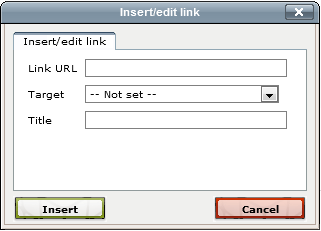 Insert/edit link
Insert/edit link
Link URL
Target -- Not set --
Title
Insert Cancel